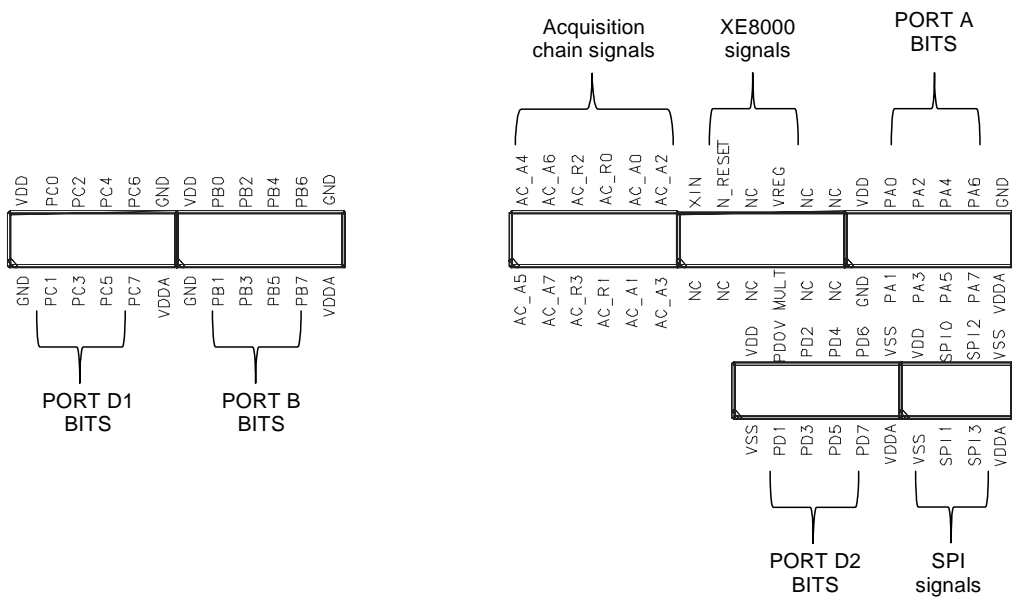 Acquisition
chain signals
XE8000
signals
PORT A
BITS
VDD PC0 PC2 PC4 PC6 GND VDD PB0 PB2 PB4 PB6 GND
GND PC1 PC3 PC5 PC7 VDDA GND PB1 PB3 PB5 PB7 VDDA
PORT D1
BITS
PORT B
BITS
AC_A4 AC_A6 AC_R2 AC_R0 AC_A0 AC_A2 XIN N_RESET NC VREG NC NC VDD PA0 PA2 PA4 PA6 GND
AC_A5 AC_A7 AC_R3 AC_R1 AC_A1 AC_A3 NC NC NC MULT NC NC GND PA1 PA3 PA5 PA7 VDDA
VDD PD0V PD2 PD4 PD6 VSS VDD SPI0 SPI2 VSS
VSS PD1 PD3 PD5 PD7 VDDA VSS SPI1 SPI3 VDDA
PORT D2
BITS
SPI
signals